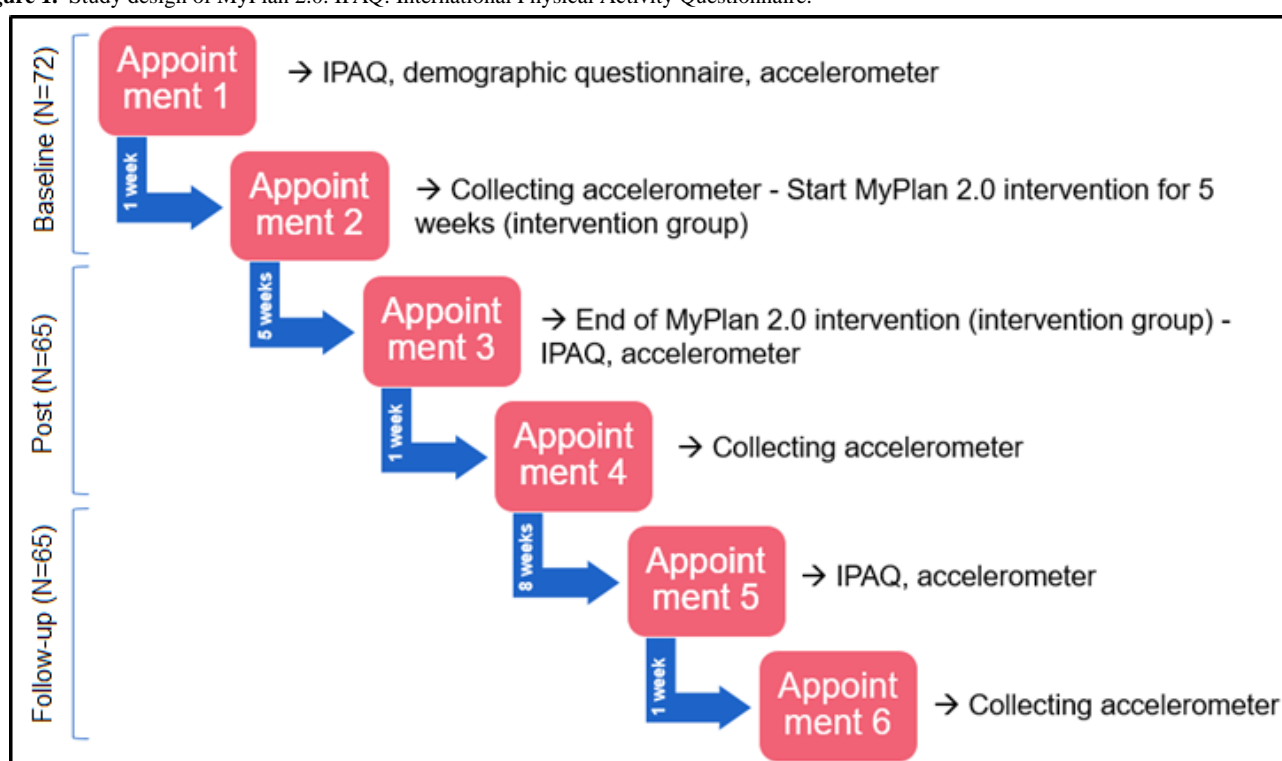 Figure 1. Study design of MyPlan 2.0. IPAQ: International Physical Activity Questionnaire.
Baseline (N=72)
Appoint
ment 1
→ IPAQ, demographic questionnaire, accelerometer
1 week
Appoint
ment 2
→ Collecting accelerometer - Start MyPlan 2.0 intervention for 5
weeks (intervention group)
5 weeks
Post (N=65)
Appoint
ment 3
→ End of MyPlan 2.0 intervention (intervention group) -
IPAQ, accelerometer
1 week
Appoint
ment 4
→ Collecting accelerometer
8 weeks
Follow-up (N=65)
Appoint
ment 5
→ IPAQ, accelerometer
1 week
Appoint
ment 6
→ Collecting accelerometer